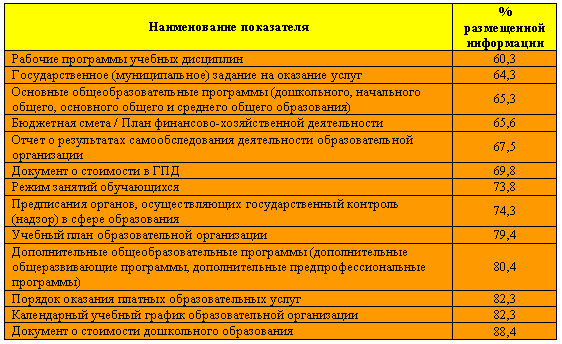 Наименование показателя
%
размещенной
информации
Рабочие программы учебных дисциплин
60,3
Государственное (муниципальное) задание на оказание услуг
64,3
Основные общеобразовательные программы (дошкольного, начального
общего, основного общего и среднего общего образования)
65,3
Бюджетная смета / План финансово-хозяйственной деятельности
65,6
Отчет о результатах самообследования деятельности образовательной
организации
67,5
Документ о стоимости в ГПД
69,8
Режим занятий обучающихся
73,8
Предписания органов, осуществляющих государственный контроль
(надзор) в сфере образования
74,3
Учебный план образовательной организации
79,4
Дополнительные общеобразовательные программы (дополнительные
общеразвивающие программы, дополнительные предпрофессиональные
программы)
80,4
Порядок оказания платных образовательных услуг
82,3
Календарный учебный график образовательной организации
82,3
Документ о стоимости дошкольного образования
88,4